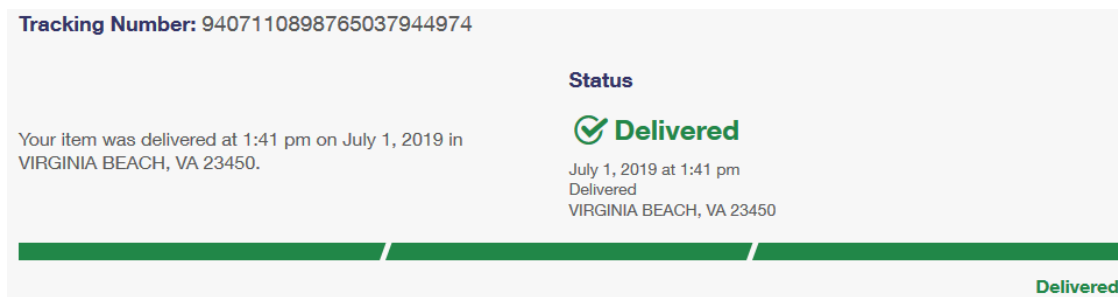 Tracking Number: 9407110898765037944974
Status
Delivered
Your item was delivered at 1:41 pm on July 1, 2019 in
VIRGINIA BEACH, VA 23450.
July 1, 2019 at 1:41 pm
Delivered
VIRGINIA BEACH, VA 23450
Delivered